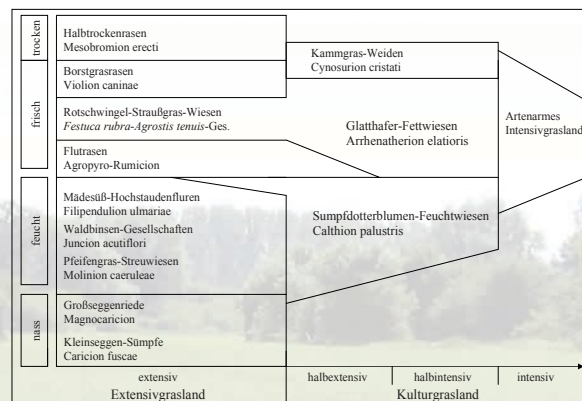 trocken
Halbtrockenrasen
Mesobromion erecti
Kammgras-Weiden
Cynosurion cristati
frisch
Borstgrasrasen
Violion caninae
Rotschwingel-Straußgras-Wiesen
Festuca rubra-Agrostis tenuis-Ges.
Glatthafer-Fettwiesen
Arrhenatherion elatioris
Artenarmes
Intensivgrasland
Flutrasen
Agropyro-Rumicion
feucht
Mädesüß-Hochstaudenfluren
Filipendulion ulmariae
Waldbinsen-Gesellschaften
Juncion acutiflori
Pfeifengras-Streuwiesen
Molinion caeruleae
Sumpfdotterblumen-Feuchtwiesen
Calthion palustris
nass
Großseggenriede
Magnocaricion
Kleinseggen-Sümpfe
Caricion fuscae
extensiv
halbextensiv
halbintensiv
intensiv
Extensivgrasland
Kulturgrasland